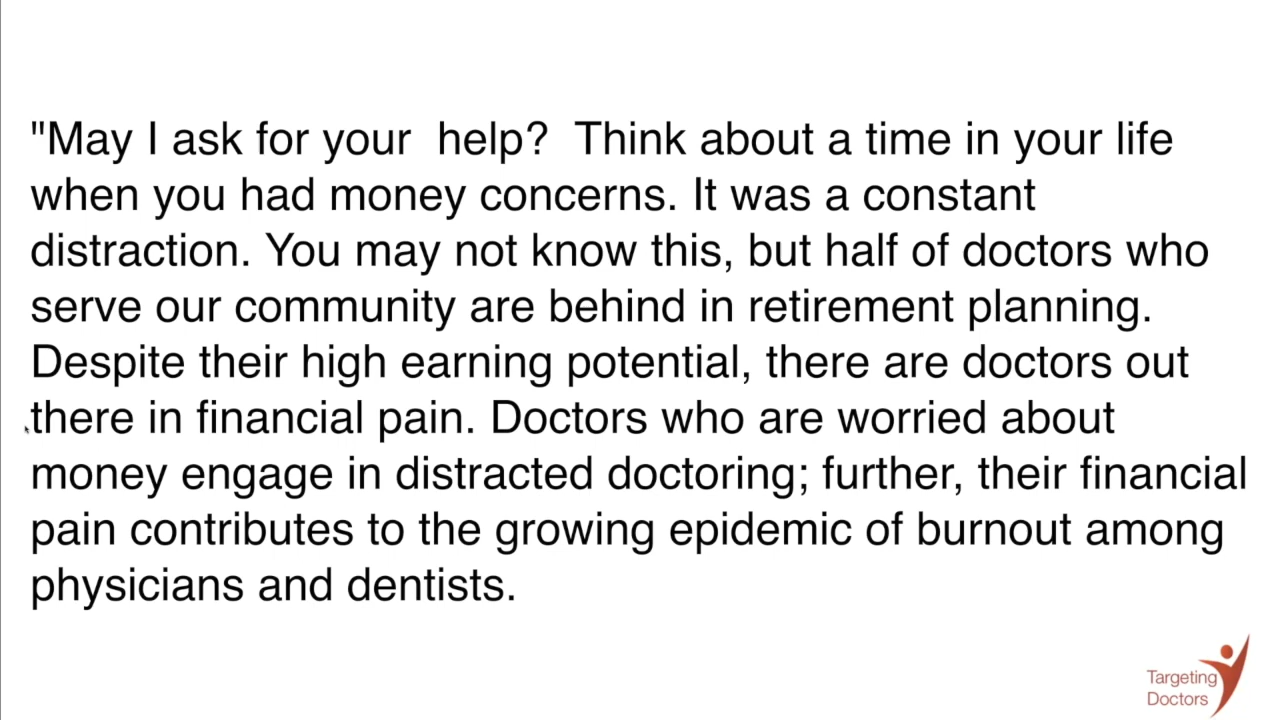 "May I ask for your  help?  Think about a time in your life
when you had money concerns. It was a constant
distraction. You may not know this, but half of doctors who
serve our community are behind in retirement planning.
Despite their high earning potential, there are doctors out
there in financial pain. Doctors who are worried about
money engage in distracted doctoring; further, their financial
pain contributes to the growing epidemic of burnout among
physicians and dentists.
Targeting
Doctors